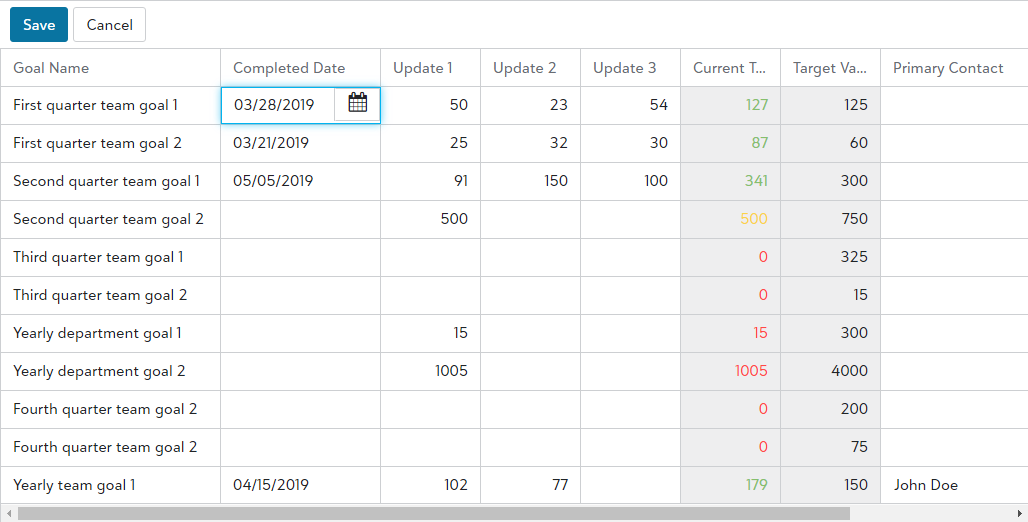 Save Cancel
Goal Name Completed Date Update 1 Update 2 Update 3 Current T... Target Va... Primary Contact
First quarter team goal 1 03/28/2019 50 23 54 127 125
First quarter team goal 2 03/21/2019 25 32 30 87 60
Second quarter team goal 1 05/05/2019 91 150 100 341 300
Second quarter team goal 2 500 500 750
Third quarter team goal 1 0 325
Third quarter team goal 2 0 15
Yearly department goal 1 15 15 300
Yearly department goal 2 1005 1005 4000
Fourth quarter team goal 2 0 200
Fourth quarter team goal 2 0 75
Yearly team goal 1 04/15/2019 102 77 179 150 John Doe